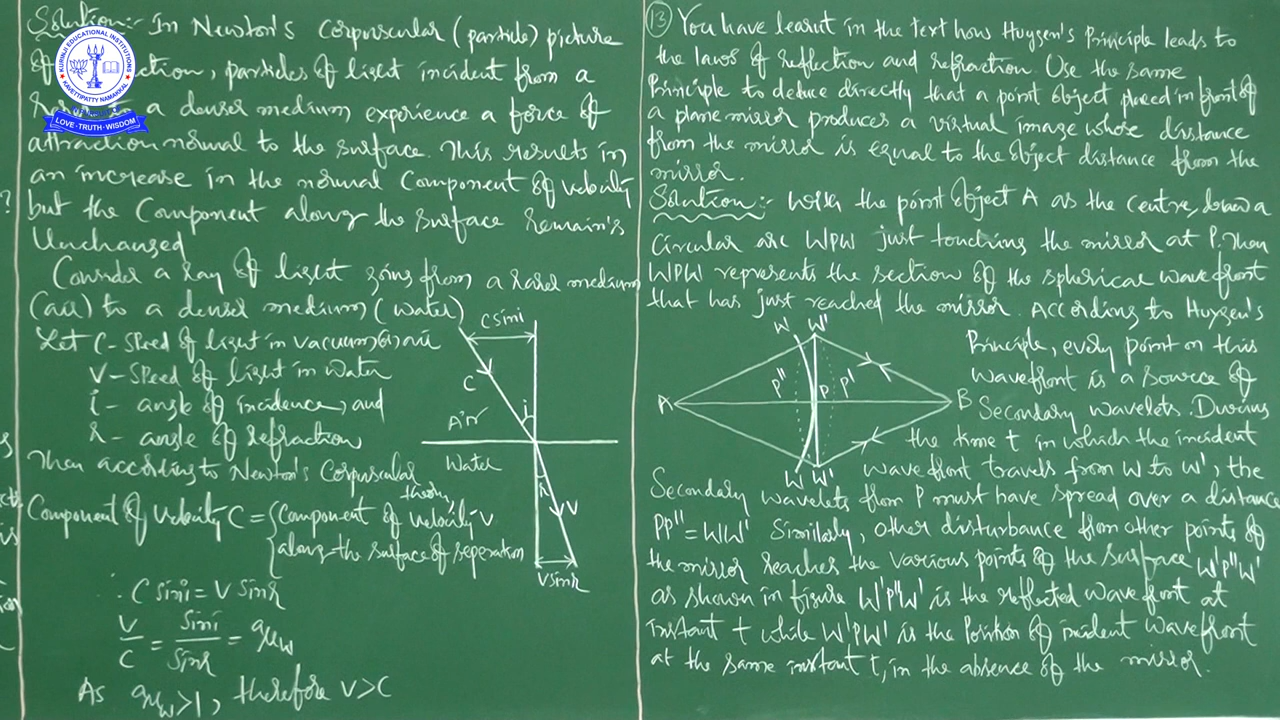 Solution:- In Newton's Corpuscular (particle) picture
of ction, particles of light incident from a
a denser medium experience a force of
attraction normal to the surface. This results in
an increase in the normal Component of velocity
but the Component along the surface remain's
Unchanged
Consider a ray of light going from a rarer medium
(air) to a denser medium (water)
Let C - Speed of light in vacuum (or) air
V - Speed of light in water
i - angle of incidence, and
r - angle of refraction
Then according to Newton's Corpuscular
theory
Component of velocity C = { Component of velocity V
along the surface of seperation
∴ C sini = V sinr
V/C = sini/sinr = aμw
As aμw>1, therefore V>C
C sini
C
i
Air
Water
r
V
V sinr
KURINJI EDUCATIONAL INSTITUTIONS
KAVETTIPATTY NAMAKKAL
LOVE · TRUTH · WISDOM
(13) You have learnt in the text how Huygen's Principle leads to
the laws of reflection and refraction. Use the same
Principle to deduce directly that a point object placed in front of
a plane mirror produces a virtual image whose distance
from the mirror is equal to the object distance from the
mirror.
Solution:- With the point object A as the centre, draw a
Circular arc WPW just touching the mirror at P. Then
WPW represents the section of the spherical wavefront
that has just reached the mirror. According to Huygen's
Principle, every point on this
wavefront is a source of
Secondary wavelets. During
the time t in which the incident
wavefront travels from W to W', the
Secondary wavelets from P must have spread over a distance
PP" = WW' Similarly, other disturbance from other points of
the mirror reaches the various points of the surface W'P"W'
as shown in figure W'P"W' is the reflected wavefront at
instant t while W'PW' is the Position of incident wavefront
at the same instant t, in the absence of the mirror.
W W'
A P" P P' B
W W'